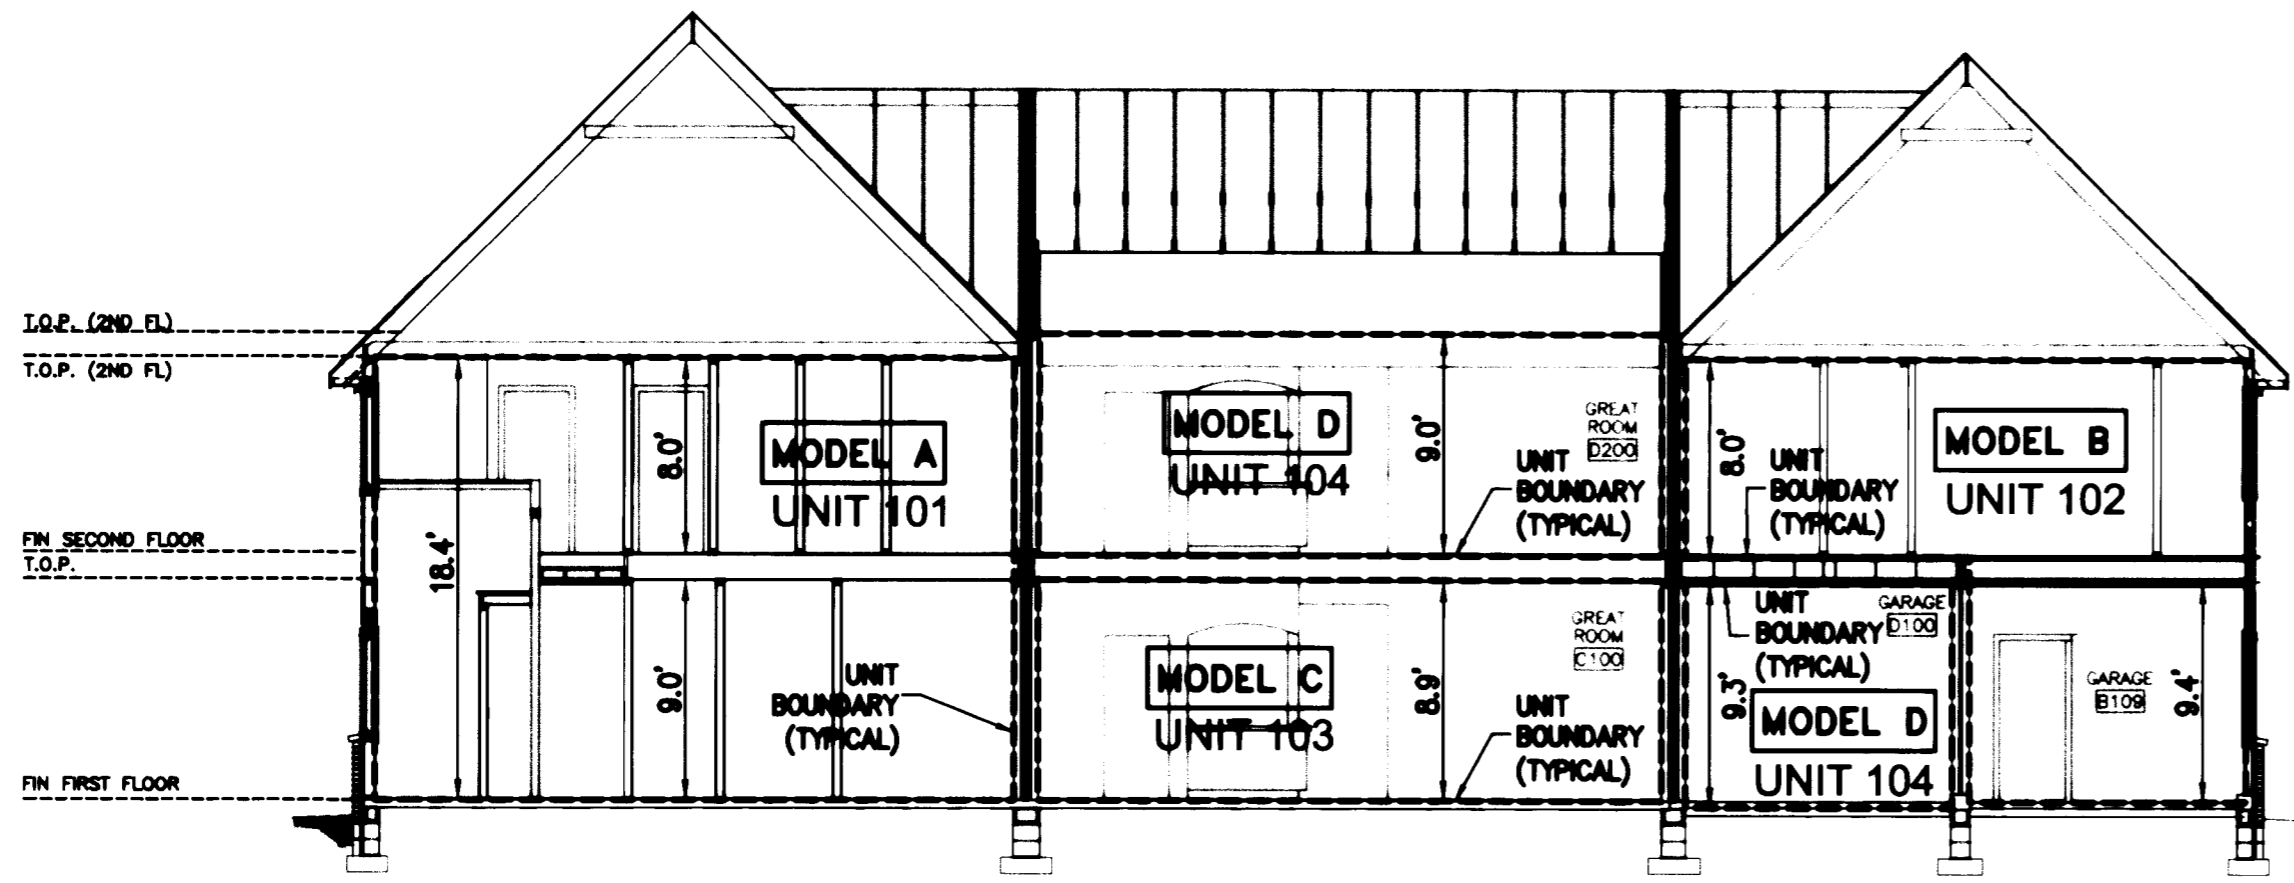 T.O.P. (2ND FL)
T.O.P. (2ND FL)
FIN SECOND FLOOR
T.O.P.
FIN FIRST FLOOR
18.4'
8.0'
9.0'
MODEL A
UNIT 101
UNIT
BOUNDARY
(TYPICAL)
MODEL D
UNIT 104
9.0'
GREAT
ROOM
D200
UNIT
BOUNDARY
(TYPICAL)
MODEL C
UNIT 103
8.9'
GREAT
ROOM
C100
UNIT
BOUNDARY
(TYPICAL)
8.0'
UNIT
BOUNDARY
(TYPICAL)
MODEL B
UNIT 102
UNIT
BOUNDARY
(TYPICAL)
GARAGE
D100
9.3'
MODEL D
UNIT 104
GARAGE
B109
9.4'